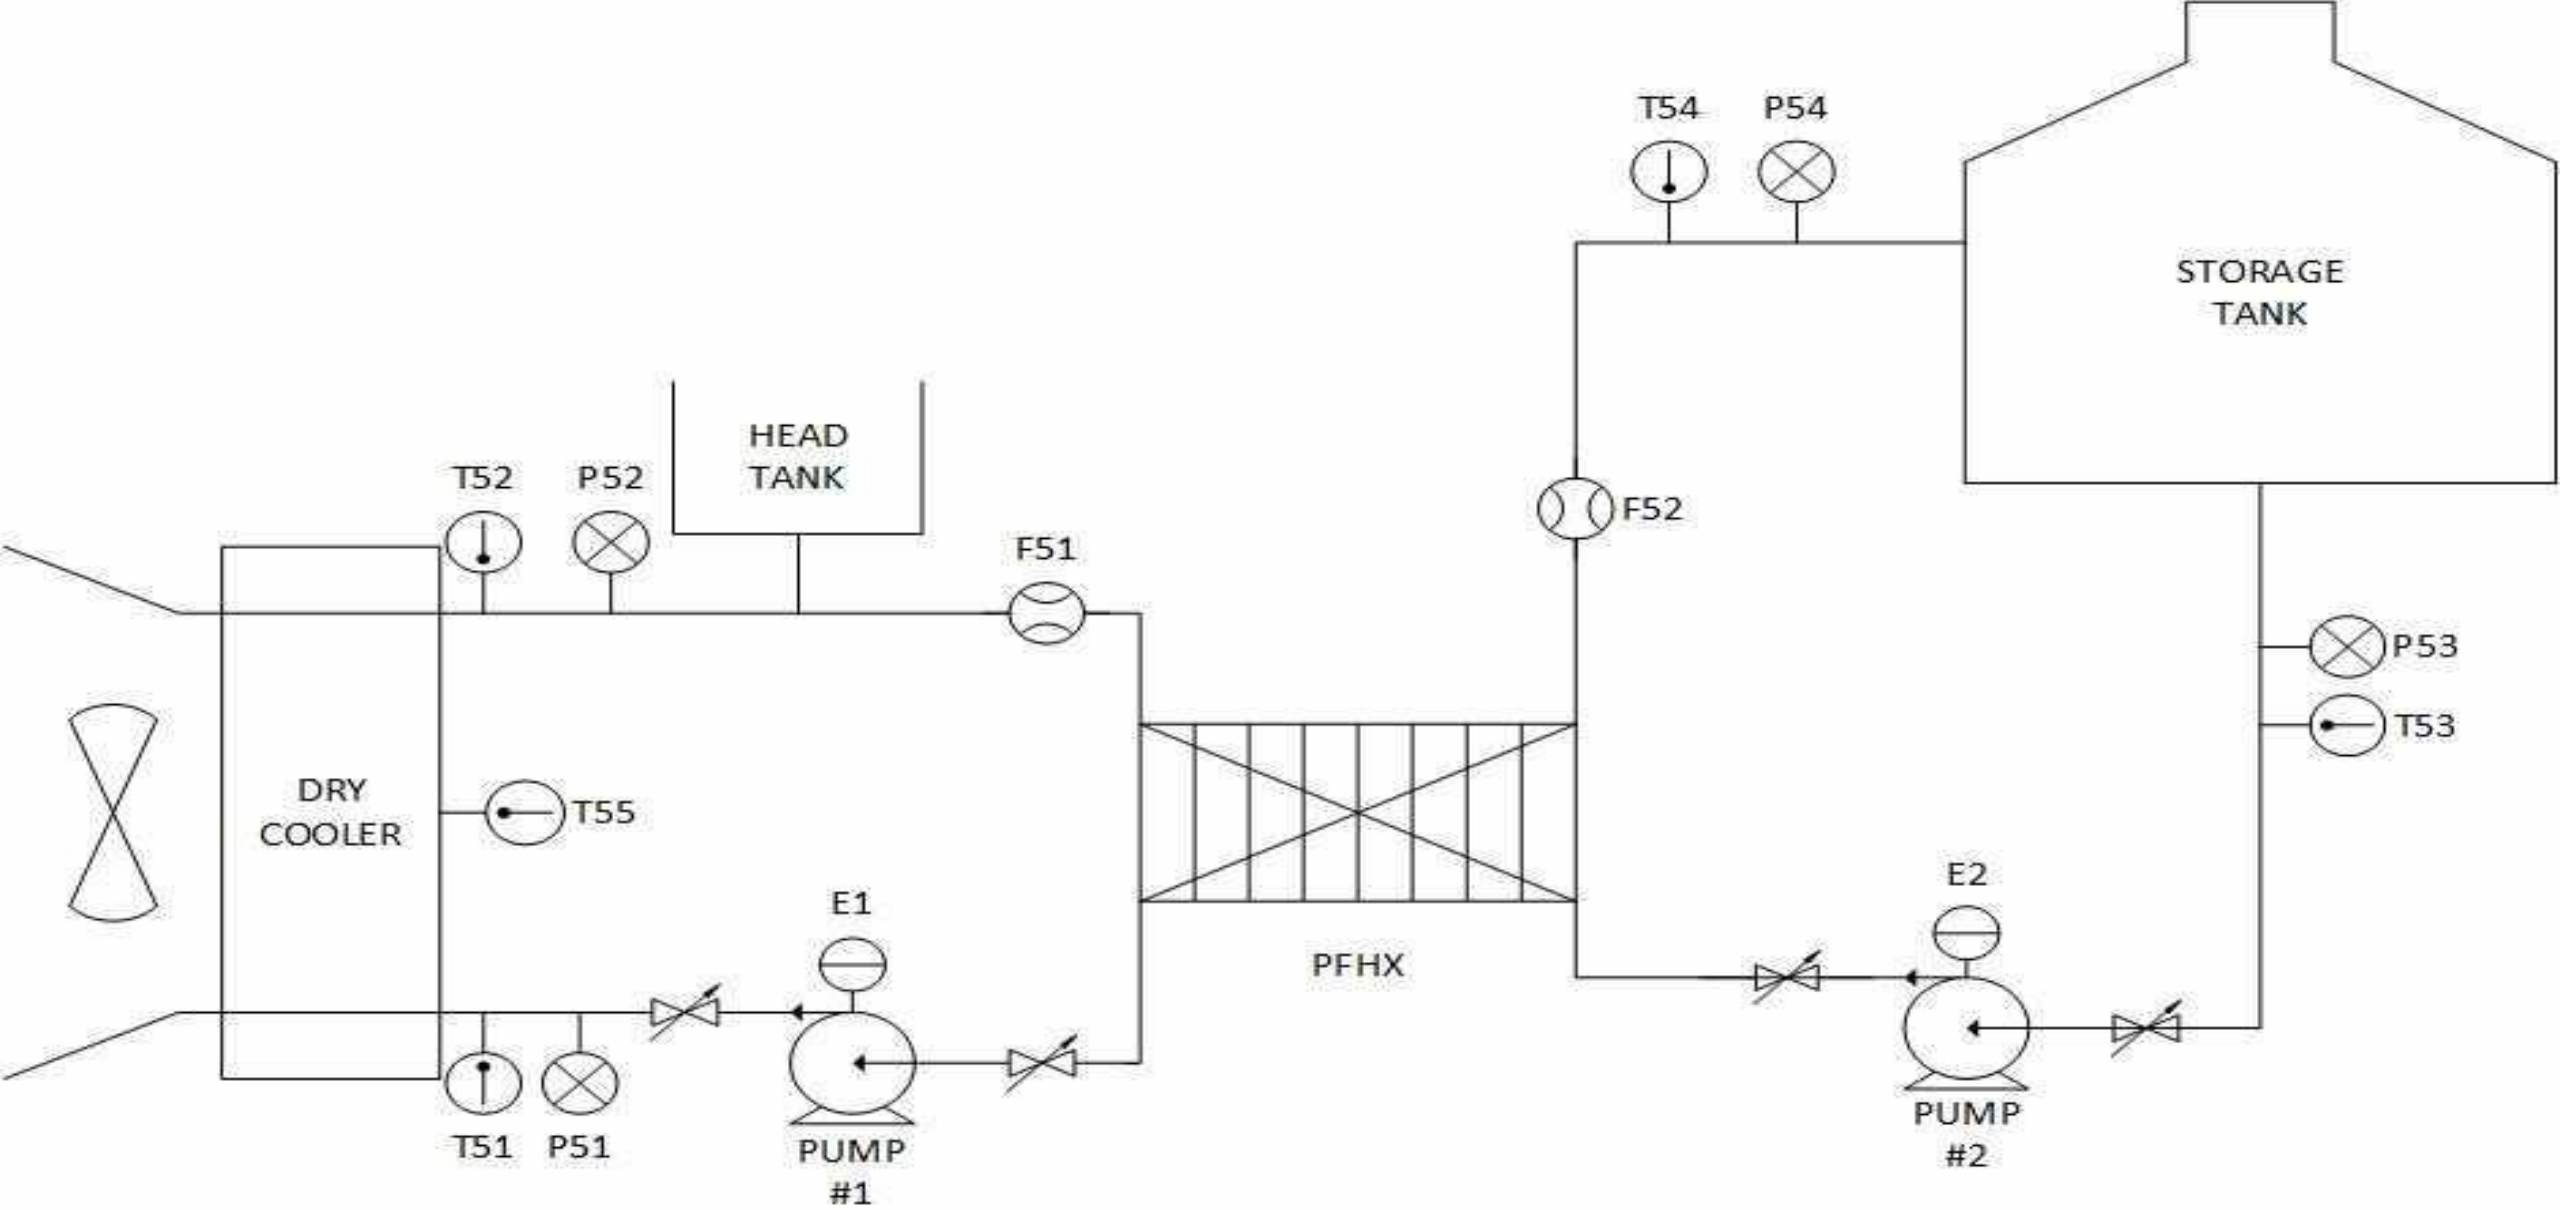 T54
P54
STORAGE
TANK
HEAD
TANK
T52
P52
F52
F51
P53
T53
DRY
COOLER
T55
E2
E1
PFHX
PUMP
#2
T51
P51
PUMP
#1